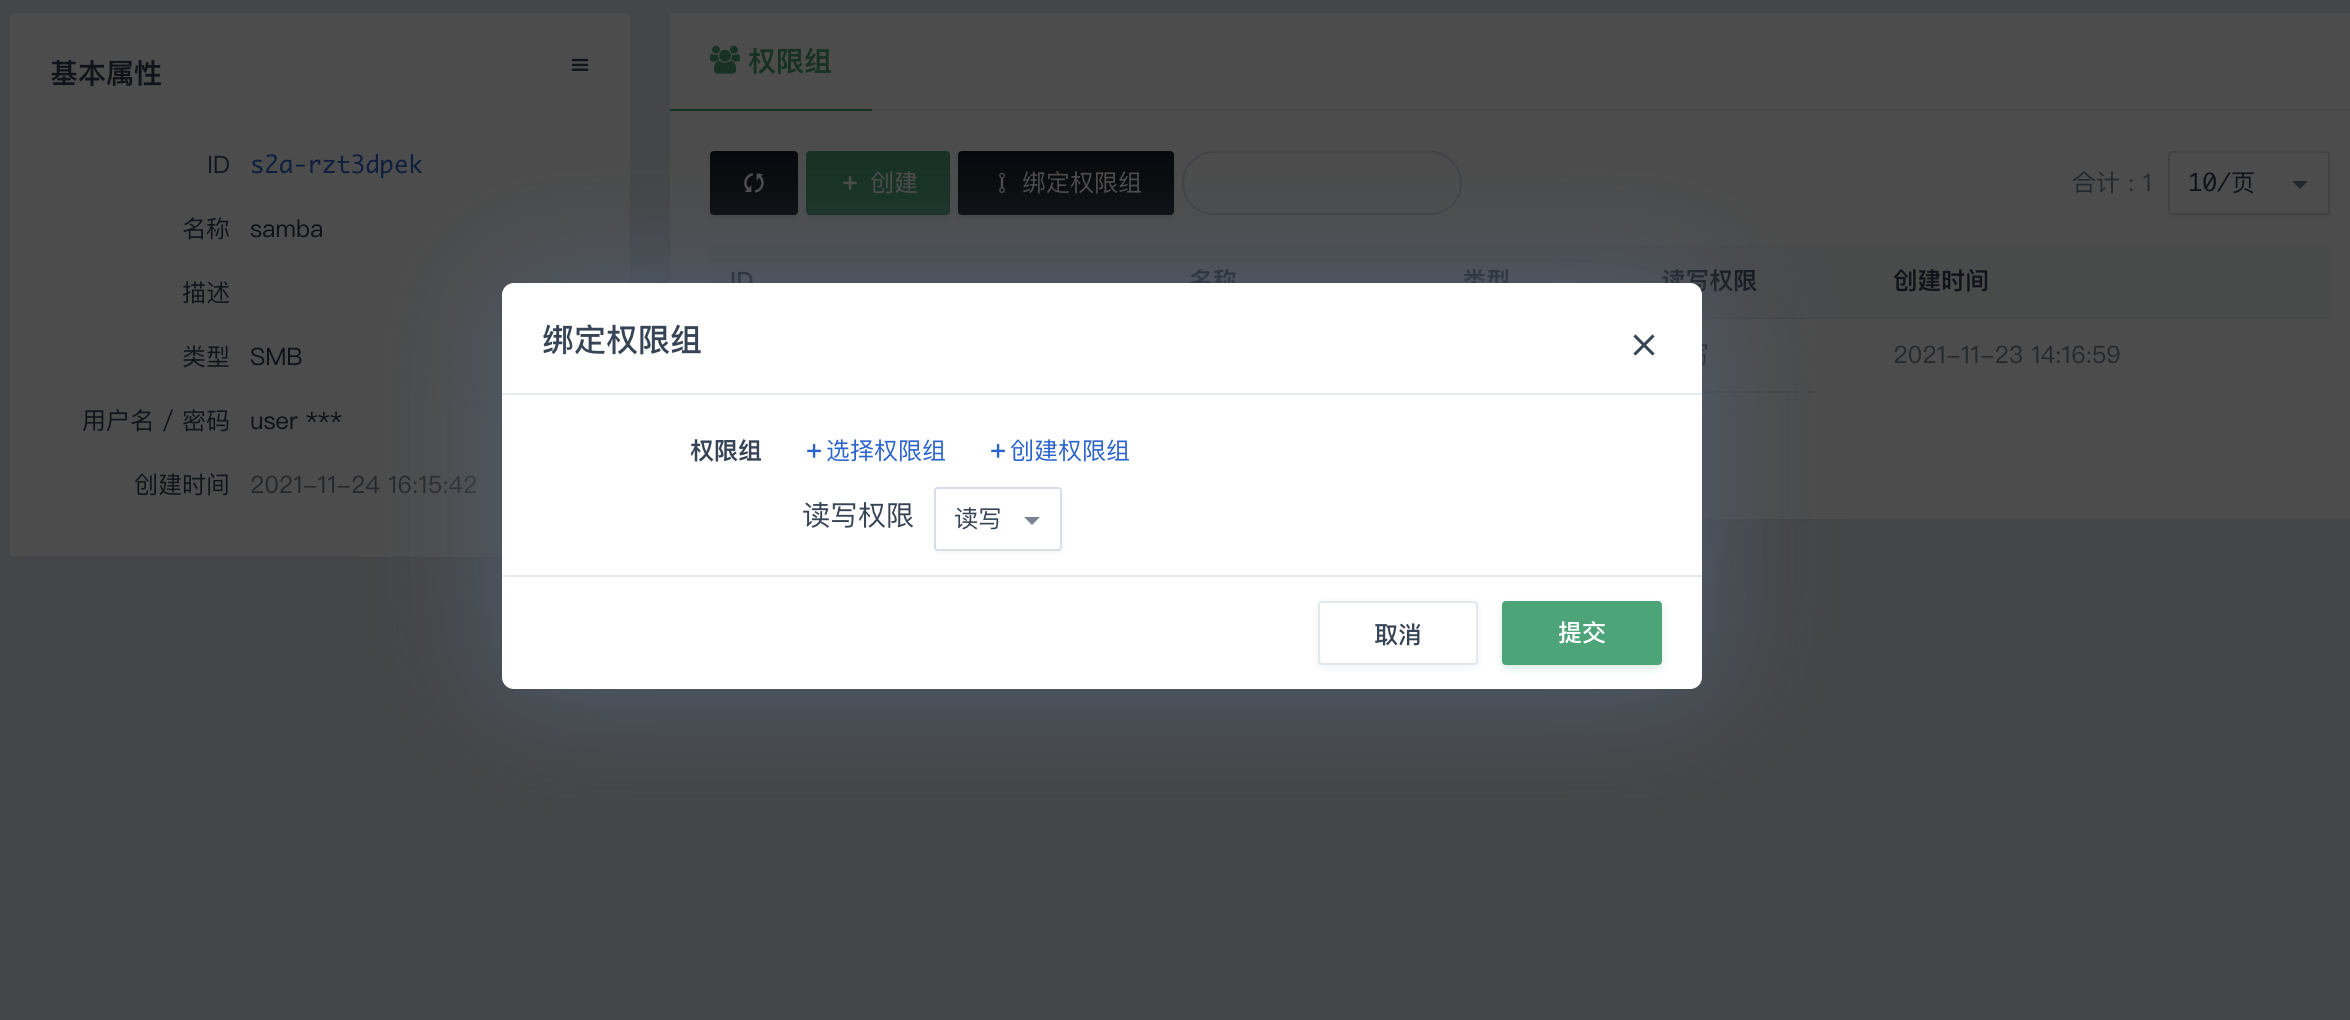 基本属性
ID s2a-rzt3dpek
名称 samba
描述
类型 SMB
用户名 / 密码 user ***
创建时间 2021-11-24 16:15:42
权限组
+ 创建
绑定权限组
合计：1
10/页
ID 名称 类型 读写权限 创建时间
2021-11-23 14:16:59
绑定权限组
权限组 +选择权限组 +创建权限组
读写权限 读写
取消 提交